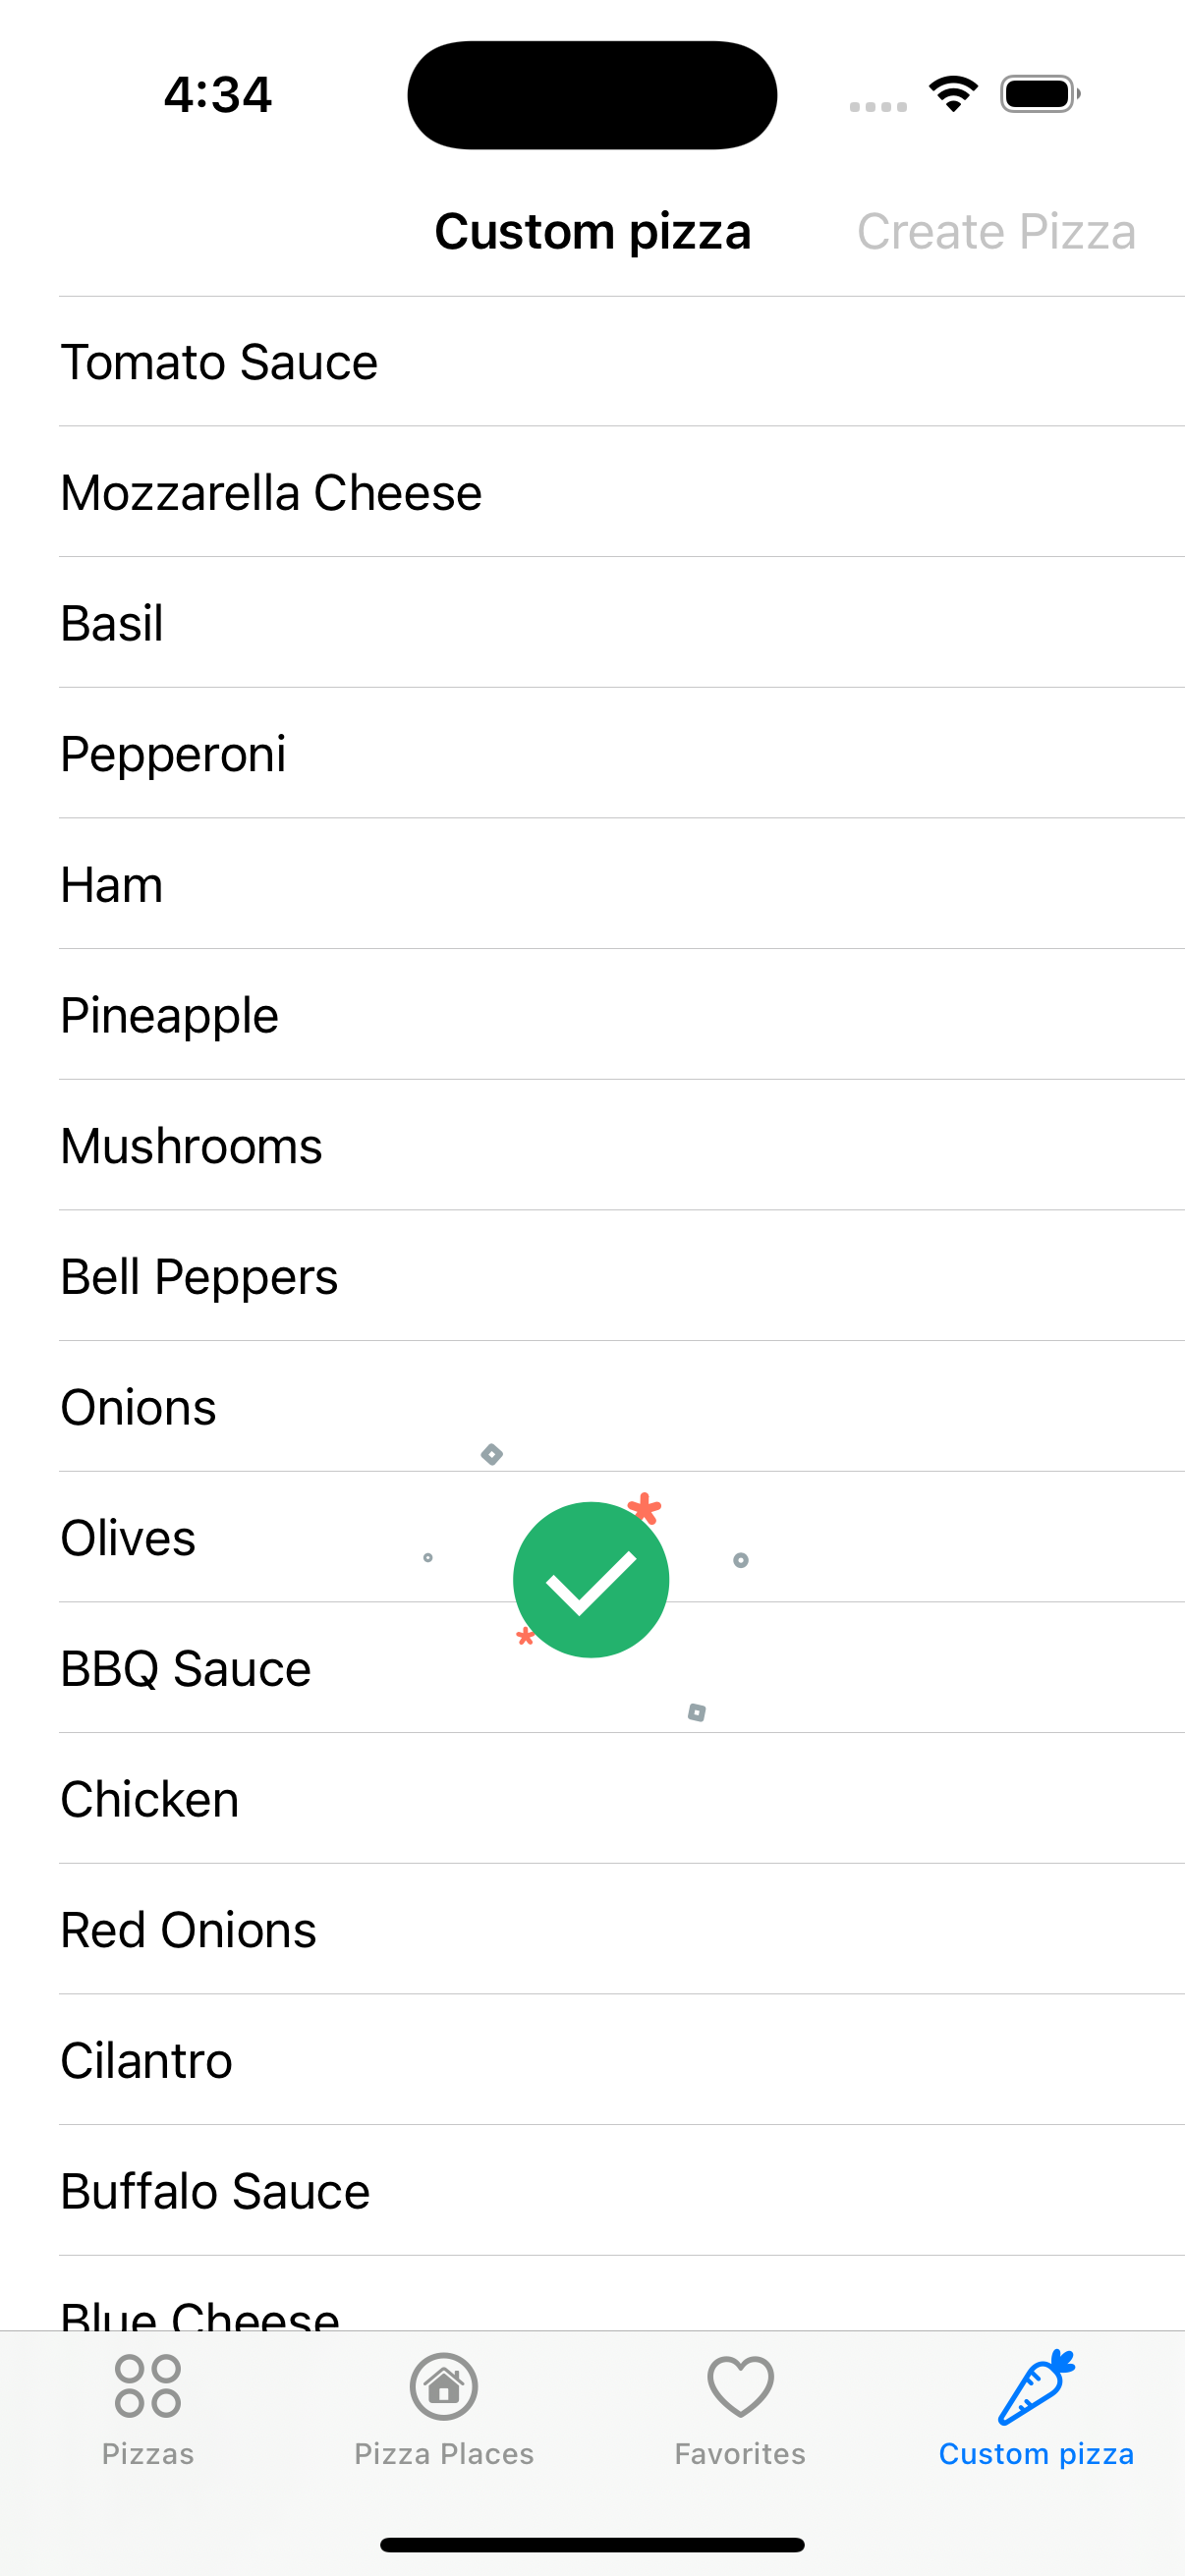 4:34
Custom pizza
Create Pizza
Tomato Sauce
Mozzarella Cheese
Basil
Pepperoni
Ham
Pineapple
Mushrooms
Bell Peppers
Onions
Olives
BBQ Sauce
Chicken
Red Onions
Cilantro
Buffalo Sauce
Blue Cheese
Pizzas
Pizza Places
Favorites
Custom pizza